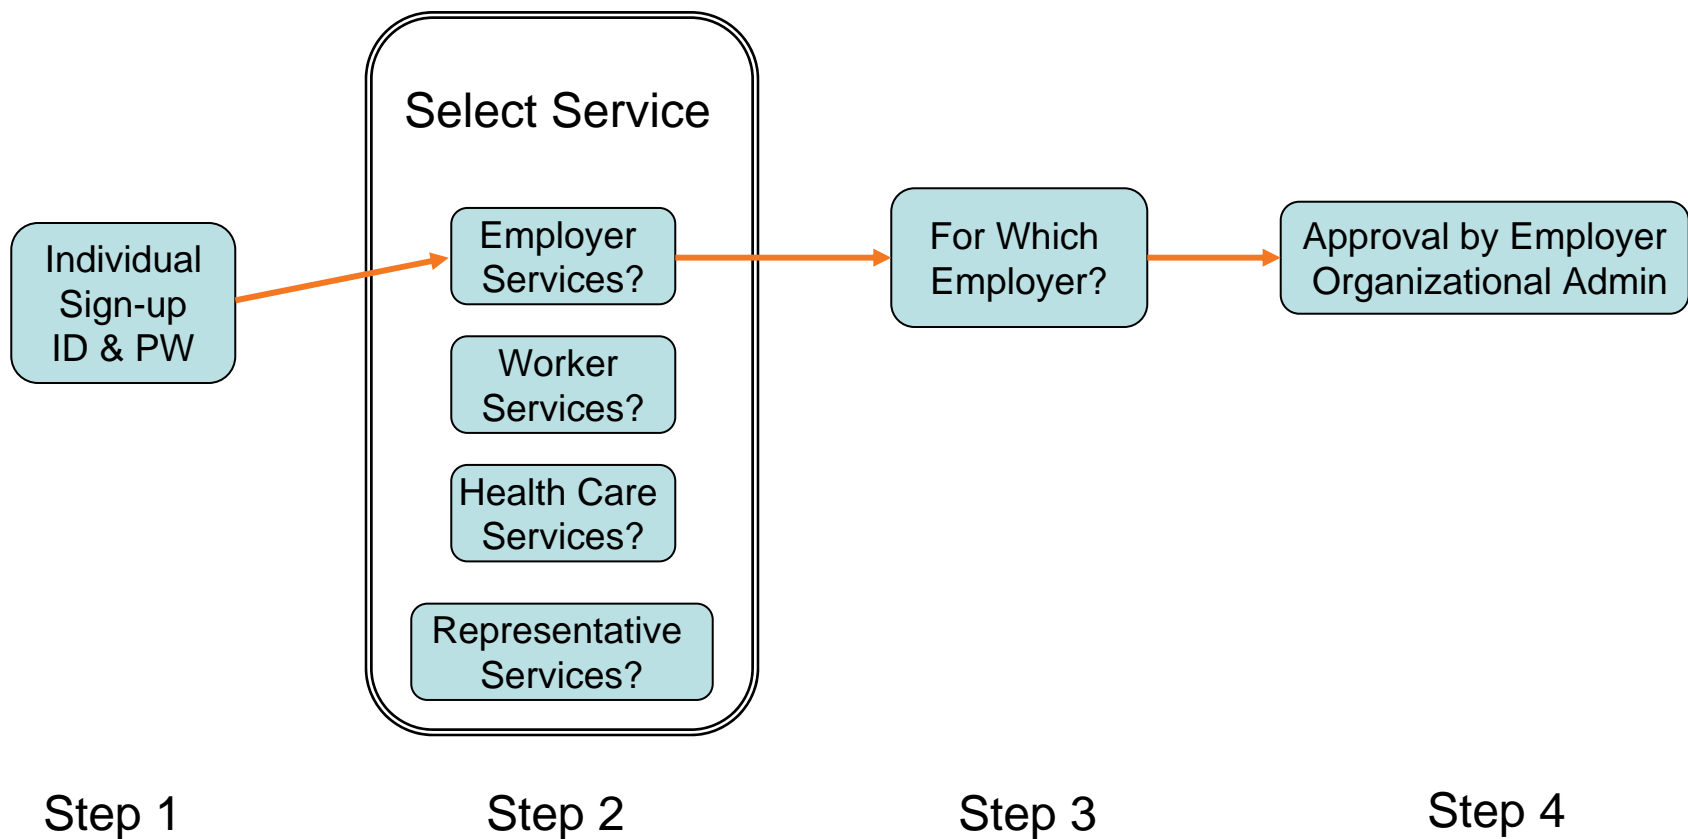 Select Service
Individual
Sign-up
ID & PW
Employer
Services?
Worker
Services?
Health Care
Services?
Representative
Services?
For Which
Employer?
Approval by Employer
Organizational Admin
Step 1
Step 2
Step 3
Step 4